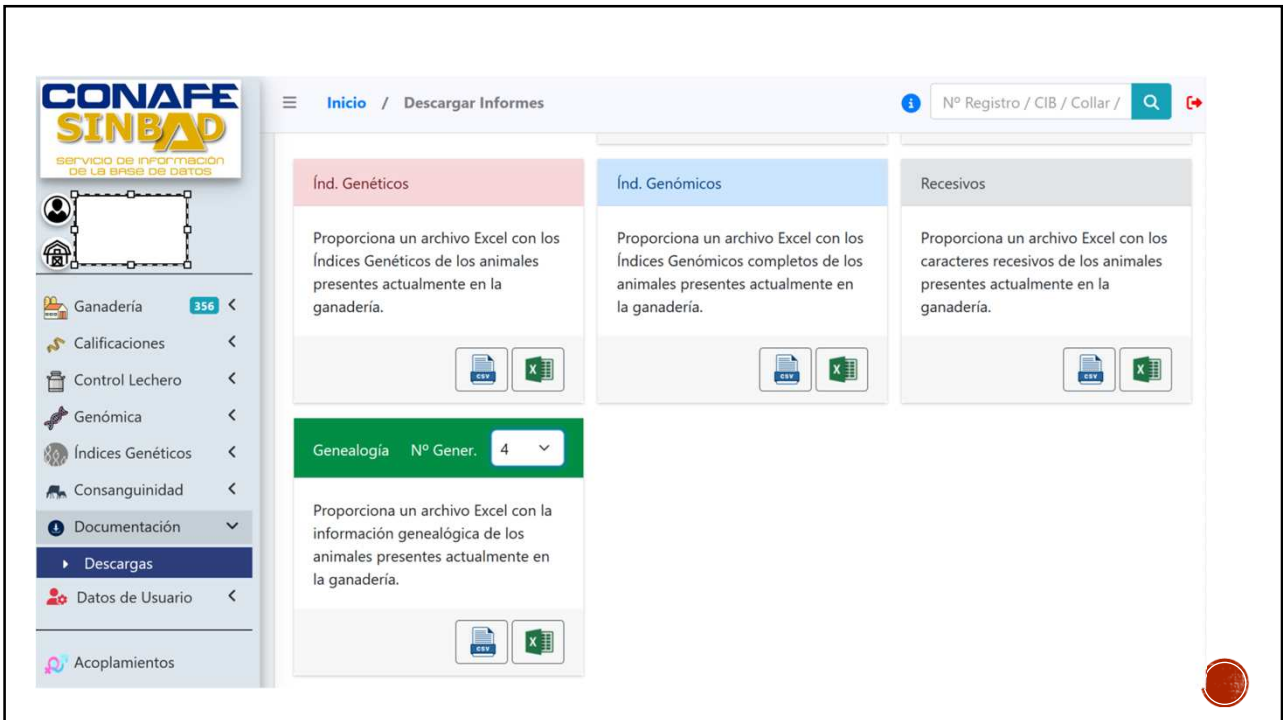 CONAFE
SINBAD
SERVICIO DE INFORMACIÓN
DE LA BASE DE DATOS
Ganadería 356
Calificaciones
Control Lechero
Genómica
Índices Genéticos
Consanguinidad
Documentación
Descargas
Datos de Usuario
Acoplamientos
Inicio / Descargar Informes
Nº Registro / CIB / Collar /
Índ. Genéticos
Proporciona un archivo Excel con los
Índices Genéticos de los animales
presentes actualmente en la
ganadería.
CSV X
Índ. Genómicos
Proporciona un archivo Excel con los
Índices Genómicos completos de los
animales presentes actualmente en
la ganadería.
CSV X
Recesivos
Proporciona un archivo Excel con los
caracteres recesivos de los animales
presentes actualmente en la
ganadería.
CSV X
Genealogía Nº Gener. 4
Proporciona un archivo Excel con la
información genealógica de los
animales presentes actualmente en
la ganadería.
CSV X